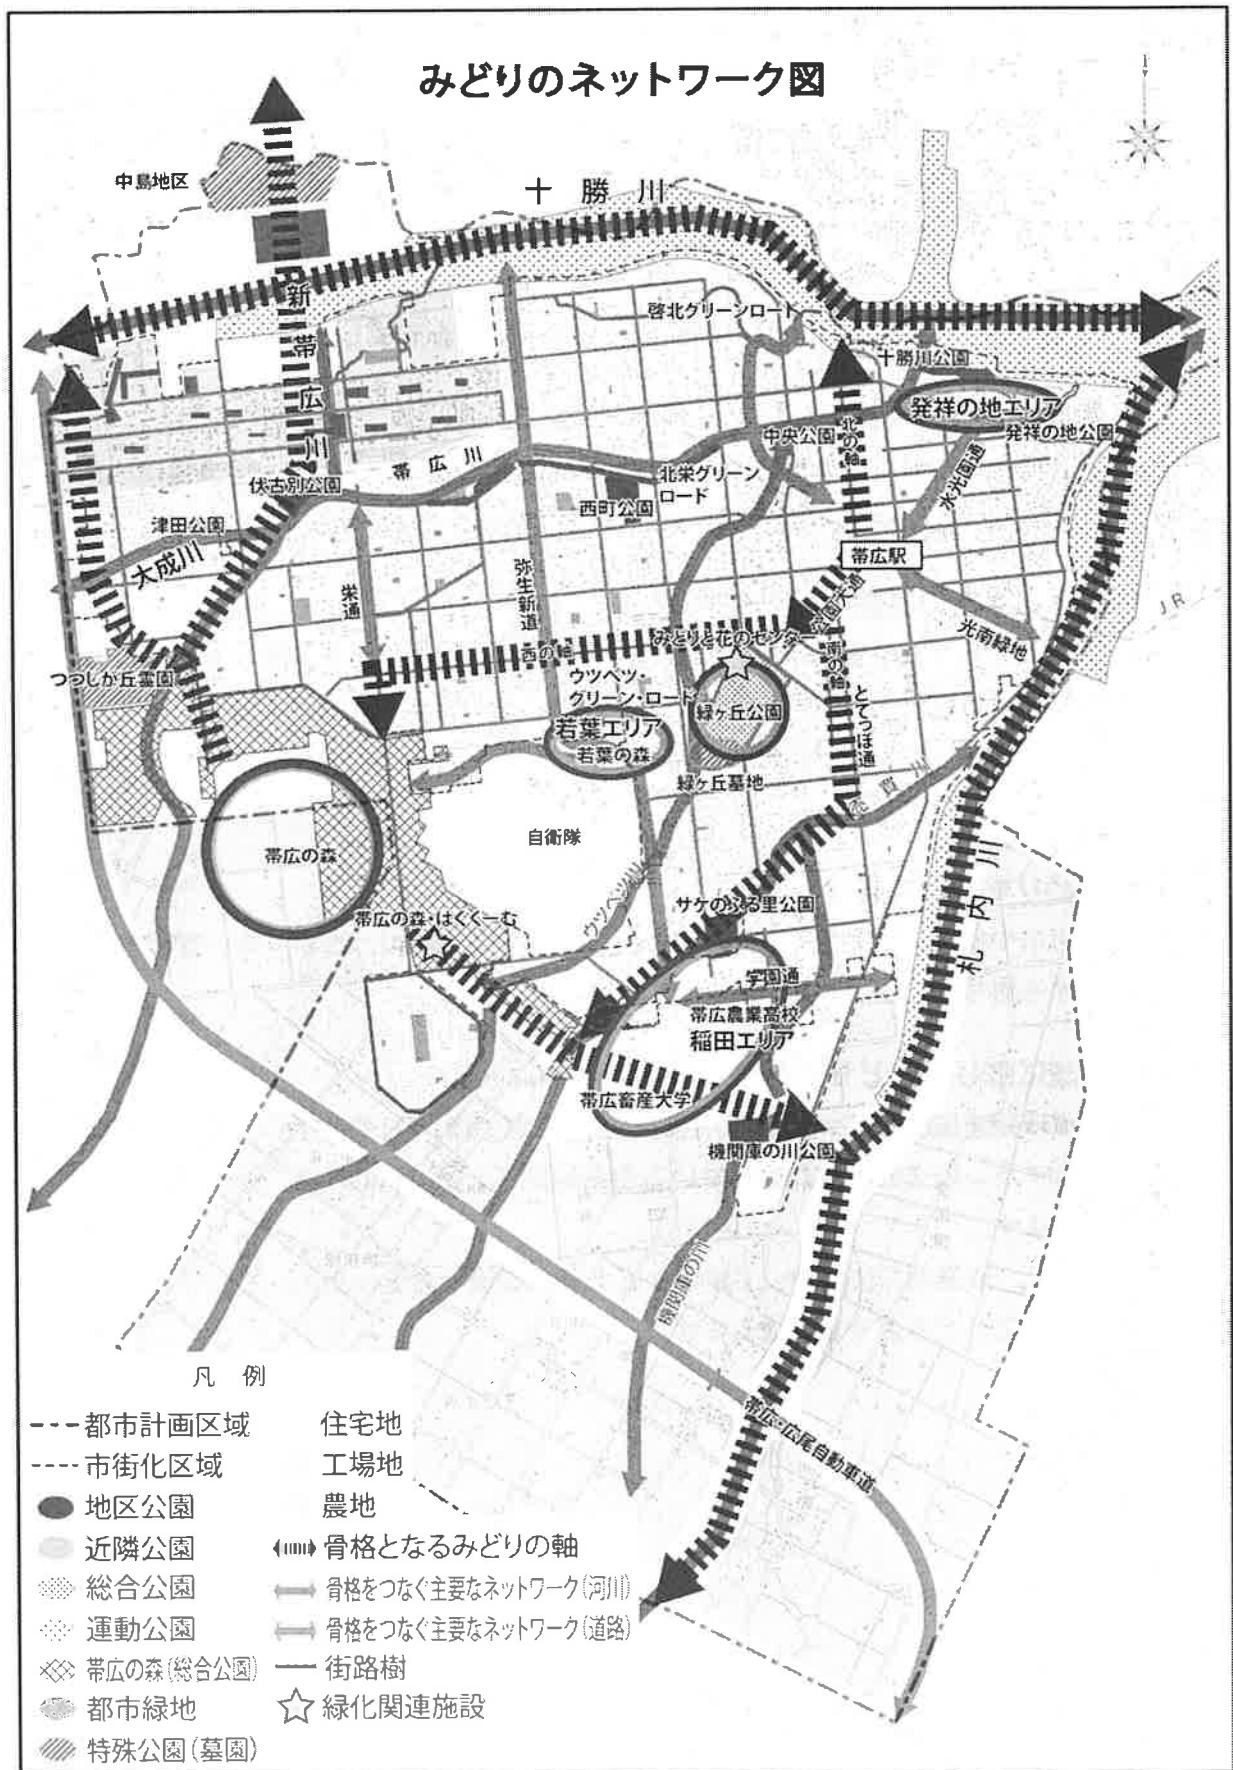 みどりのネットワーク図
中島地区
十勝川
新帯広川
啓北グリーンロード
十勝川公園
発祥の地エリア
発祥の地公園
中央公園
北の軸
帯広川
伏古別公園
北栄グリーン
ロード
西町公園
水光園通
津田公園
大成川
帯広駅
栄通
弥生新道
公園大通
光南緑地
JR
みどりと花のセンター
西の軸
南の軸
つつじが丘霊園
ウツベツ・
グリーン・ロード
緑ヶ丘公園
とてっぽ通
若葉エリア
若葉の森
緑ヶ丘墓地
自衛隊
帯広の森
札内川
サケのふる里公園
帯広の森・はぐくーむ
ウツベツ川
学園通
帯広農業高校
稲田エリア
帯広畜産大学
機関庫の川公園
機関庫の川
帯広・広尾自動車道
凡例
都市計画区域
住宅地
市街化区域
工場地
地区公園
農地
近隣公園
骨格となるみどりの軸
総合公園
骨格をつなぐ主要なネットワーク(河川)
運動公園
骨格をつなぐ主要なネットワーク(道路)
帯広の森(総合公園)
街路樹
都市緑地
緑化関連施設
特殊公園(墓園)